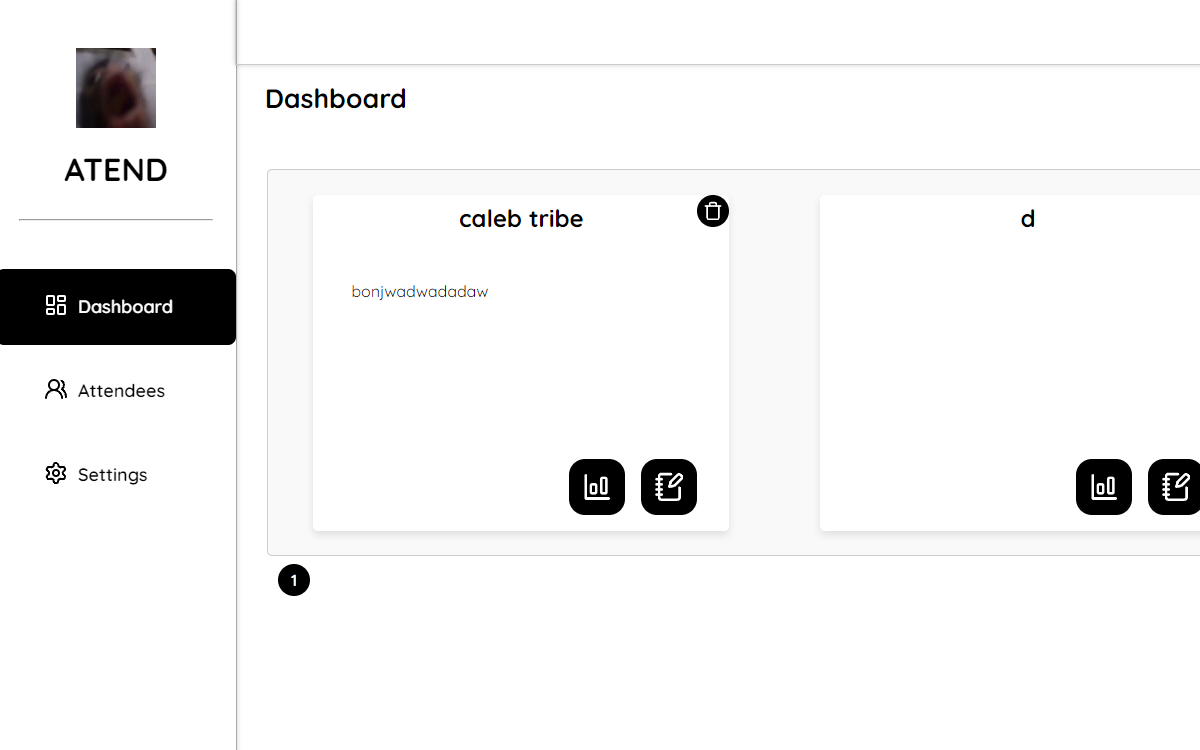 ATEND
Dashboard
Attendees
Settings
Dashboard
caleb tribe
bonjwadwadadaw
d
1